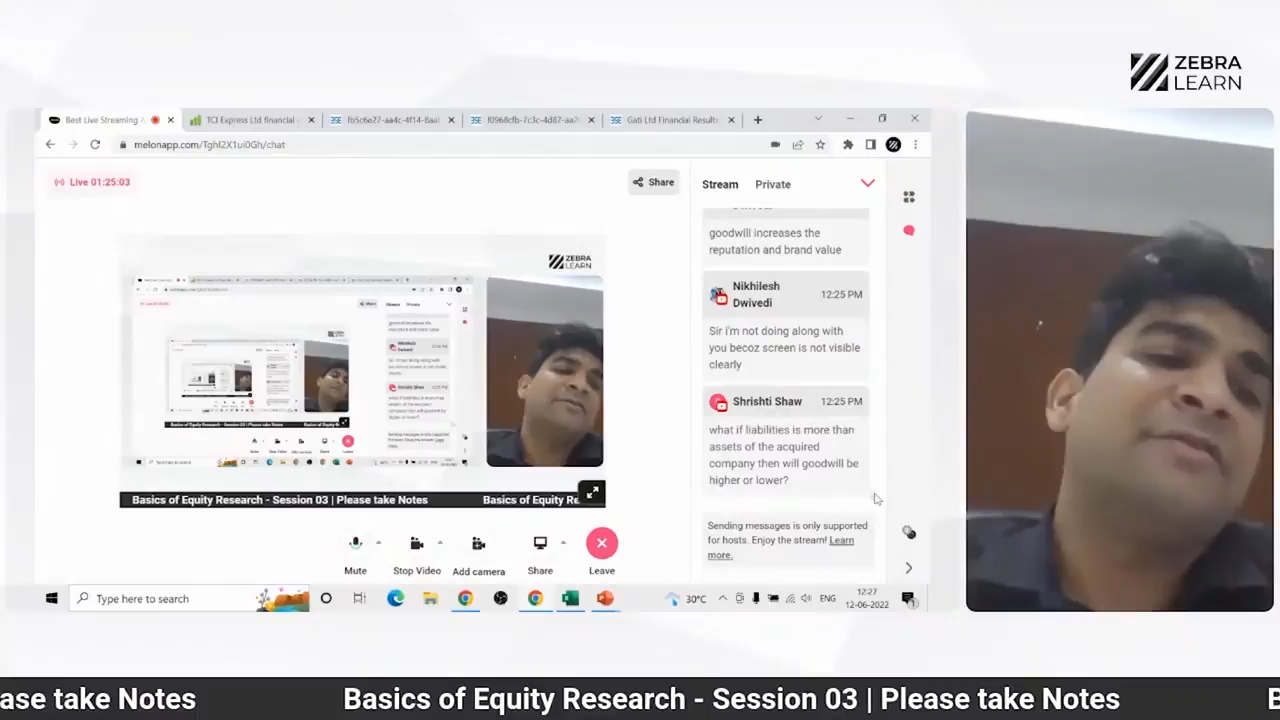 ZEBRA
LEARN
Best Live Streaming
TCI Express Ltd financial
Gati Ltd Financial Results
melonapp.com/TghI2X1ui0Gh/chat
Live 01:25:03
Share
Stream Private
goodwill increases the
reputation and brand value
Nikhilesh
Dwivedi
12:25 PM
Sir i'm not doing along with
you becoz screen is not visible
clearly
Shrishti Shaw 12:25 PM
what if liabilities is more than
assets of the acquired
company then will goodwill be
higher or lower?
Sending messages is only supported
for hosts. Enjoy the stream! Learn
more.
ZEBRA
LEARN
Basics of Equity Research - Session 03 | Please take Notes
Basics of Equity Re
Mute Stop Video Add camera Share Leave
Type here to search
30°C
ENG
12:27
12-06-2022
ase take Notes Basics of Equity Research - Session 03 | Please take Notes B